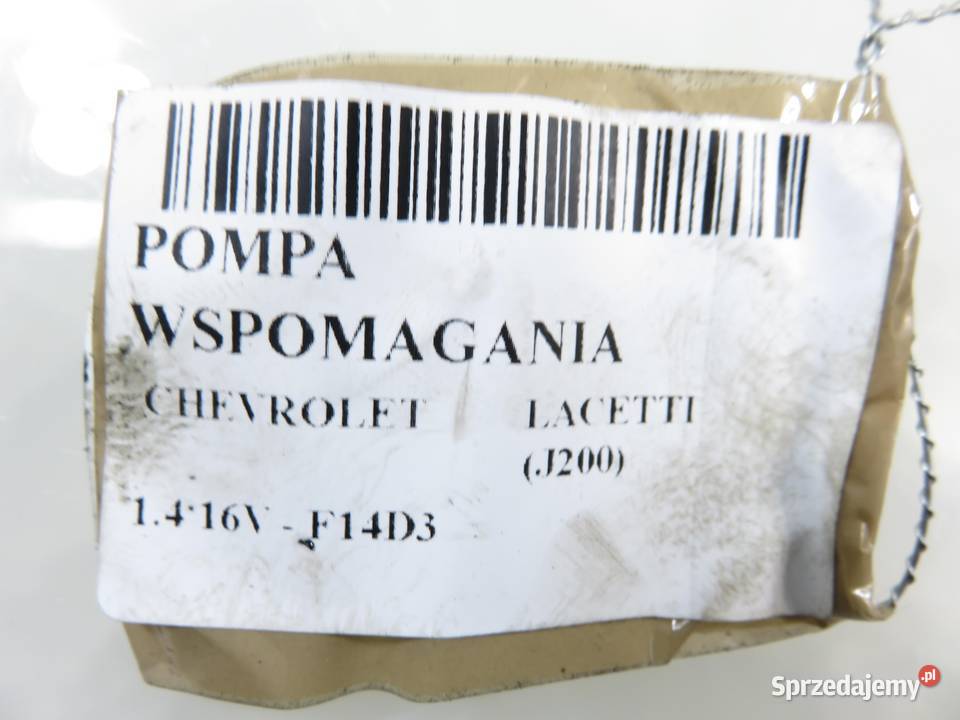 POMPA
WSPOMAGANIA
CHEVROLET LACETTI
(J200)
1.4 16V - F14D3
Sprzedajemy.pl